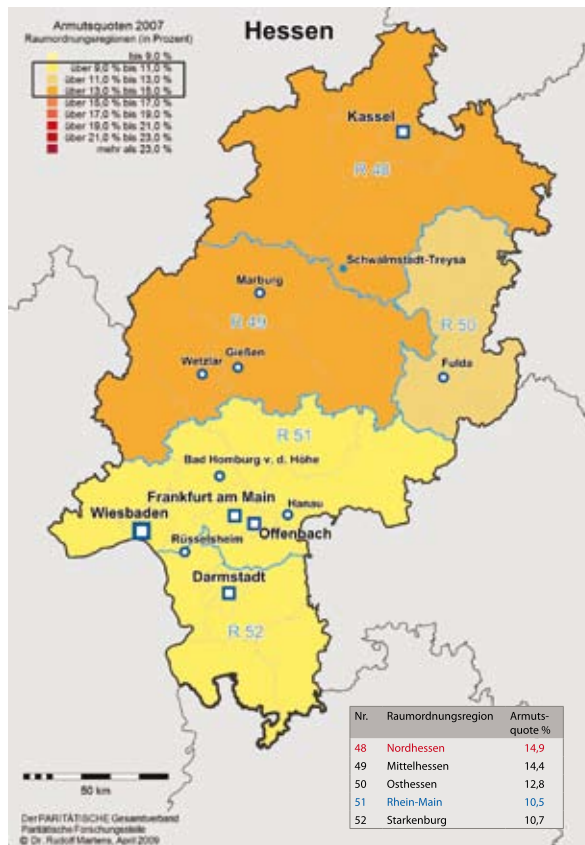 Hessen
Armutsquoten 2007
Raumordnungsregionen (in Prozent)
bis 9,0 %
über 9,0 % bis 11,0 %
über 11,0 % bis 13,0 %
über 13,0 % bis 15,0 %
über 15,0 % bis 17,0 %
über 17,0 % bis 19,0 %
über 19,0 % bis 21,0 %
über 21,0 % bis 23,0 %
mehr als 23,0 %
Kassel
R 48
Schwalmstadt-Treysa
Marburg
R 49
R 50
Gießen
Wetzlar
Fulda
R 51
Bad Homburg v. d. Höhe
Frankfurt am Main
Hanau
Wiesbaden
Offenbach
Rüsselsheim
Darmstadt
R 52
Nr. Raumordnungsregion Armuts-
quote %
48 Nordhessen 14,9
49 Mittelhessen 14,4
50 Osthessen 12,8
51 Rhein-Main 10,5
52 Starkenburg 10,7
50 km
Der PARITÄTISCHE Gesamtverband
Paritätische Forschungsstelle
© Dr. Rudolf Martens, April 2009